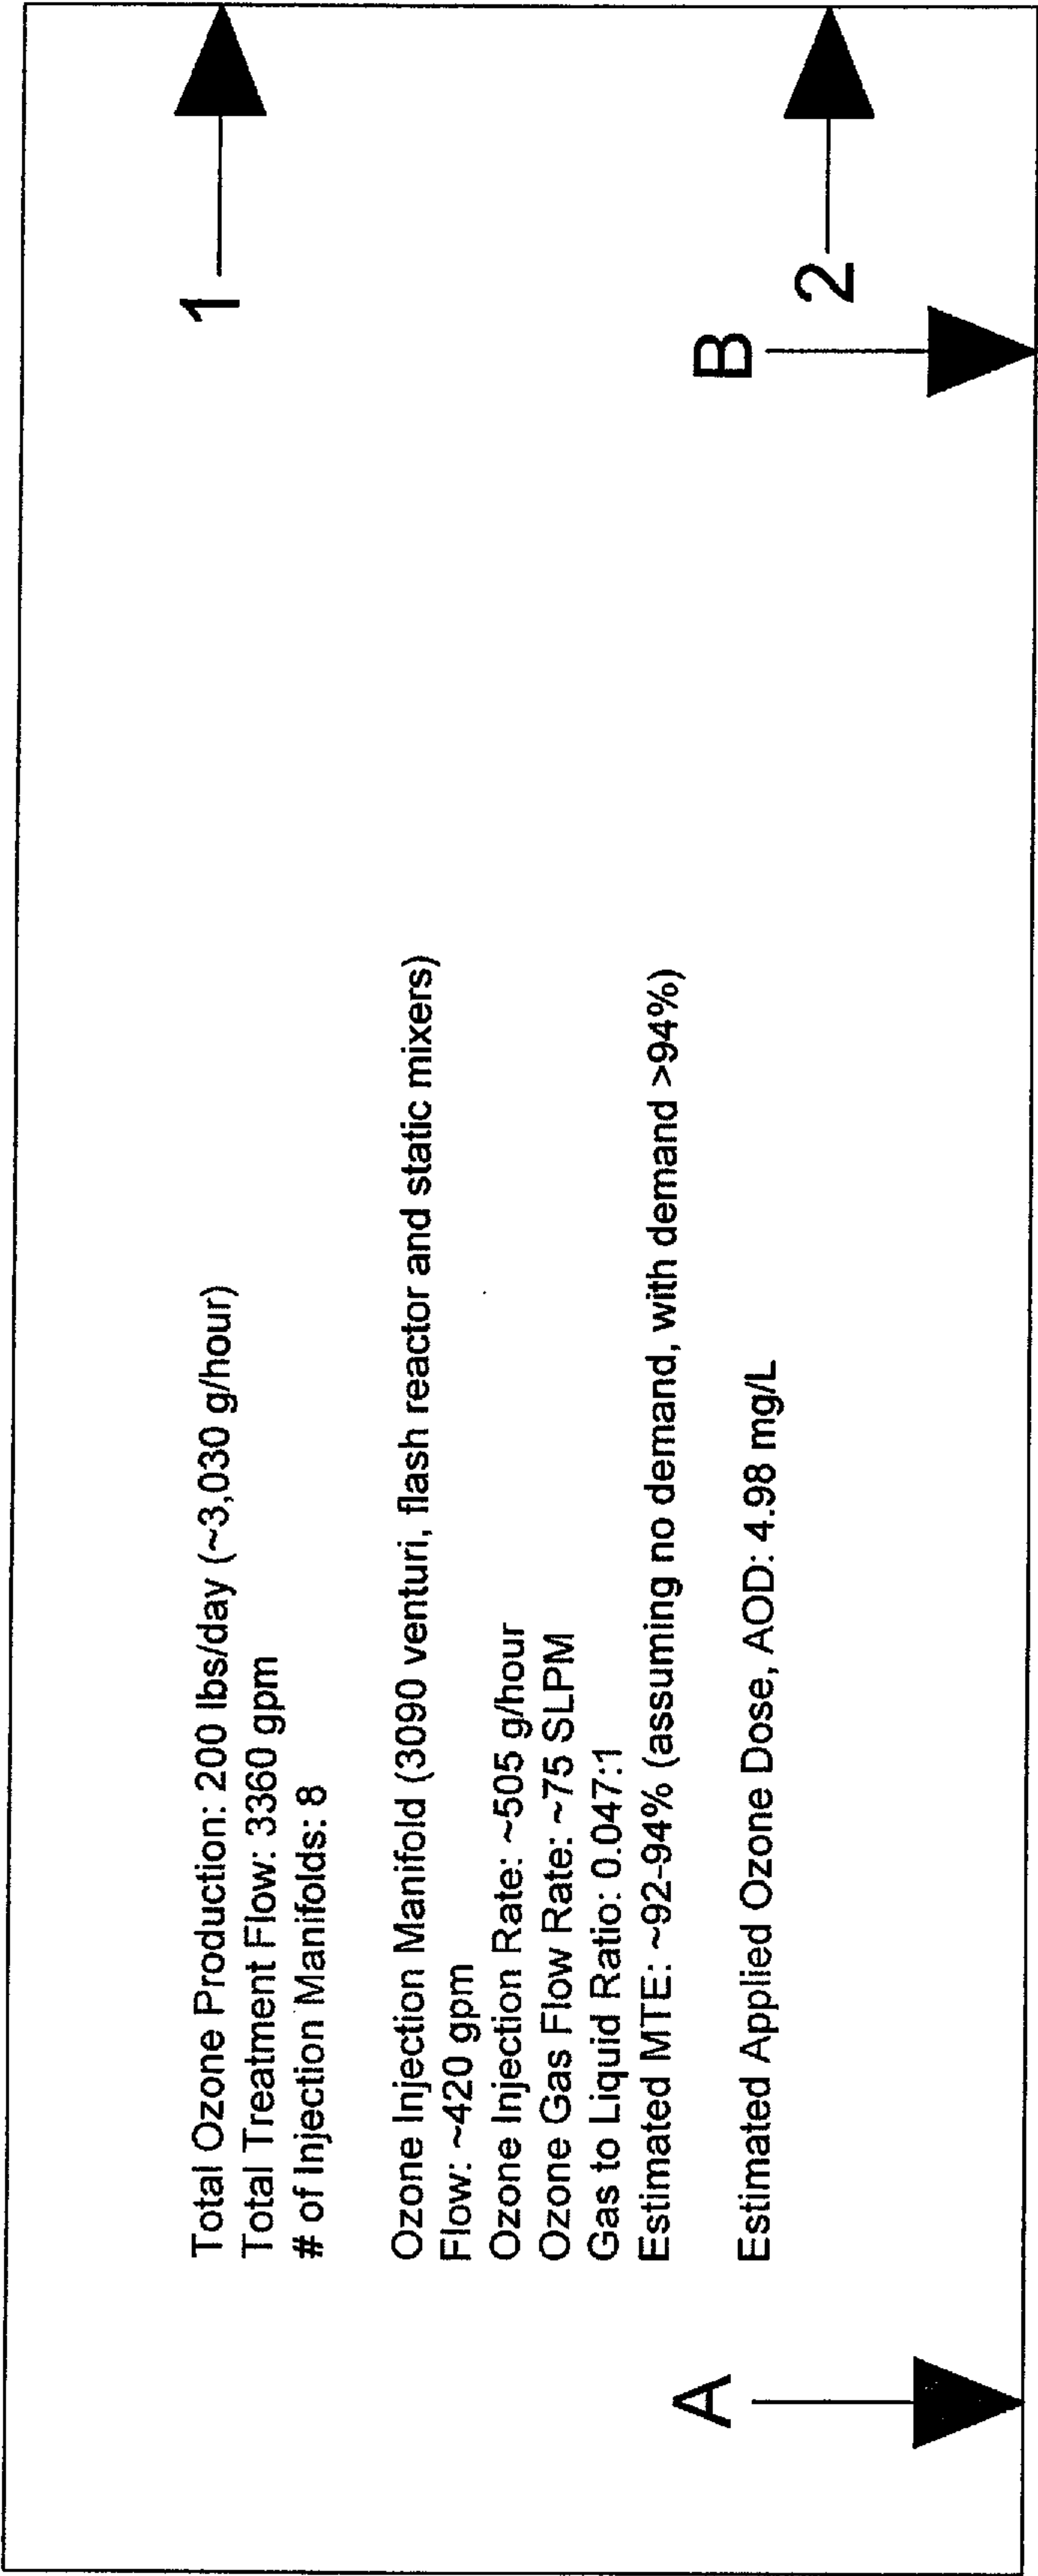 Total Ozone Production: 200 lbs/day (~3,030 g/hour)
Total Treatment Flow: 3360 gpm
# of Injection Manifolds: 8
Ozone Injection Manifold (3090 venturi, flash reactor and static mixers)
Flow: ~420 gpm
Ozone Injection Rate: ~505 g/hour
Ozone Gas Flow Rate: ~75 SLPM
Gas to Liquid Ratio: 0.047:1
Estimated MTE: ~92-94% (assuming no demand, with demand >94%)
Estimated Applied Ozone Dose, AOD: 4.98 mg/L
A
B
1
2